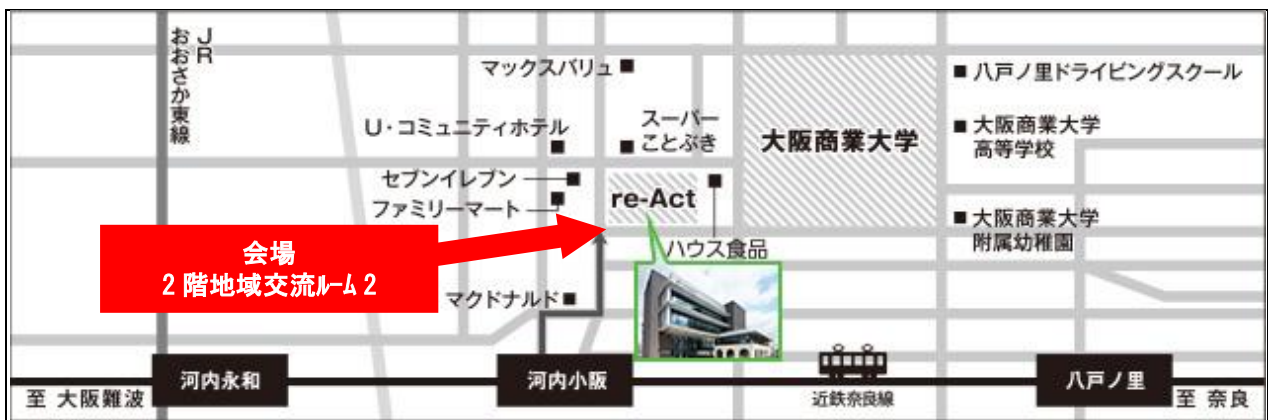 JR
おおさか東線
マックスバリュ
八戸ノ里ドライビングスクール
U・コミュニティホテル
スーパー
ことぶき
大阪商業大学
大阪商業大学
高等学校
セブンイレブン
ファミリーマート
re-Act
大阪商業大学
附属幼稚園
会場
2階地域交流ルーム2
ハウス食品
マクドナルド
河内永和
河内小阪
八戸ノ里
至 大阪難波
近鉄奈良線
至 奈良